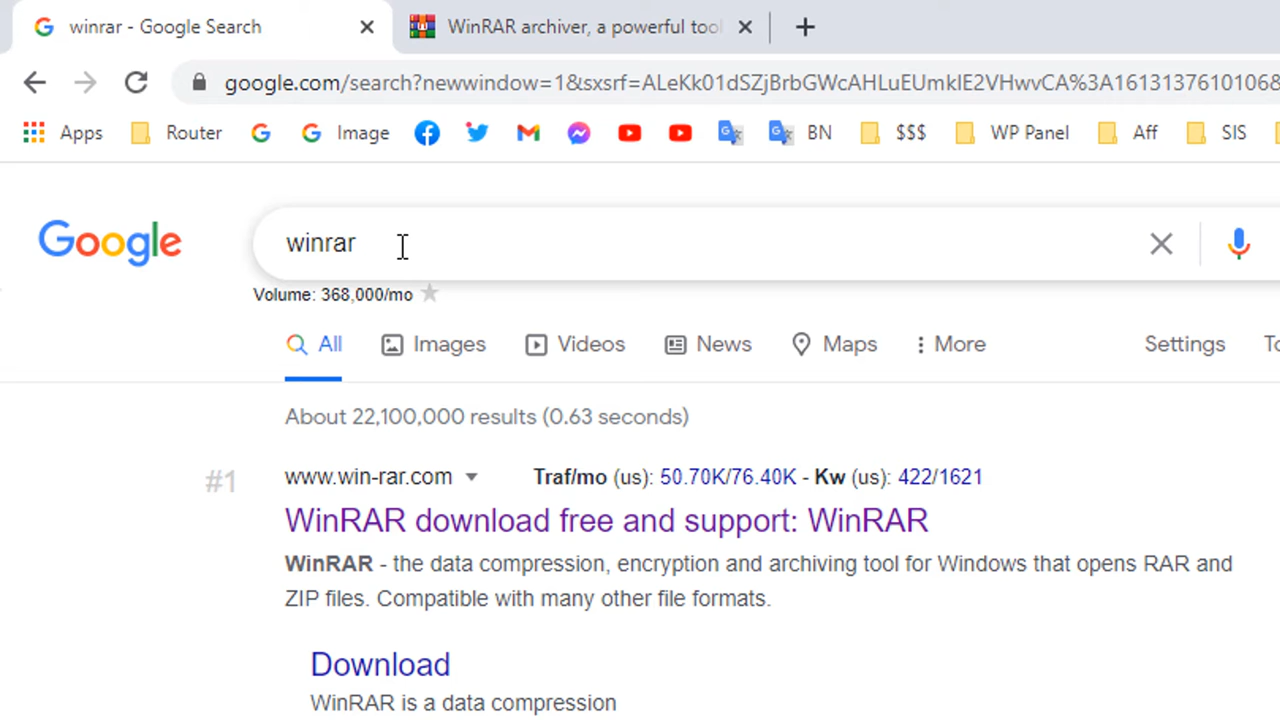 winrar - Google Search
WinRAR archiver, a powerful tool
google.com/search?newwindow=1&sxsrf=ALeKk01dSZjBrbGWcAHLuEUmklE2VHwvCA%3A16131376101068
Apps Router Image BN $$$ WP Panel Aff SIS
Google
winrar
Volume: 368,000/mo
All Images Videos News Maps More Settings To
About 22,100,000 results (0.63 seconds)
#1 www.win-rar.com Traf/mo (us): 50.70K/76.40K - Kw (us): 422/1621
WinRAR download free and support: WinRAR
WinRAR - the data compression, encryption and archiving tool for Windows that opens RAR and
ZIP files. Compatible with many other file formats.
Download
WinRAR is a data compression